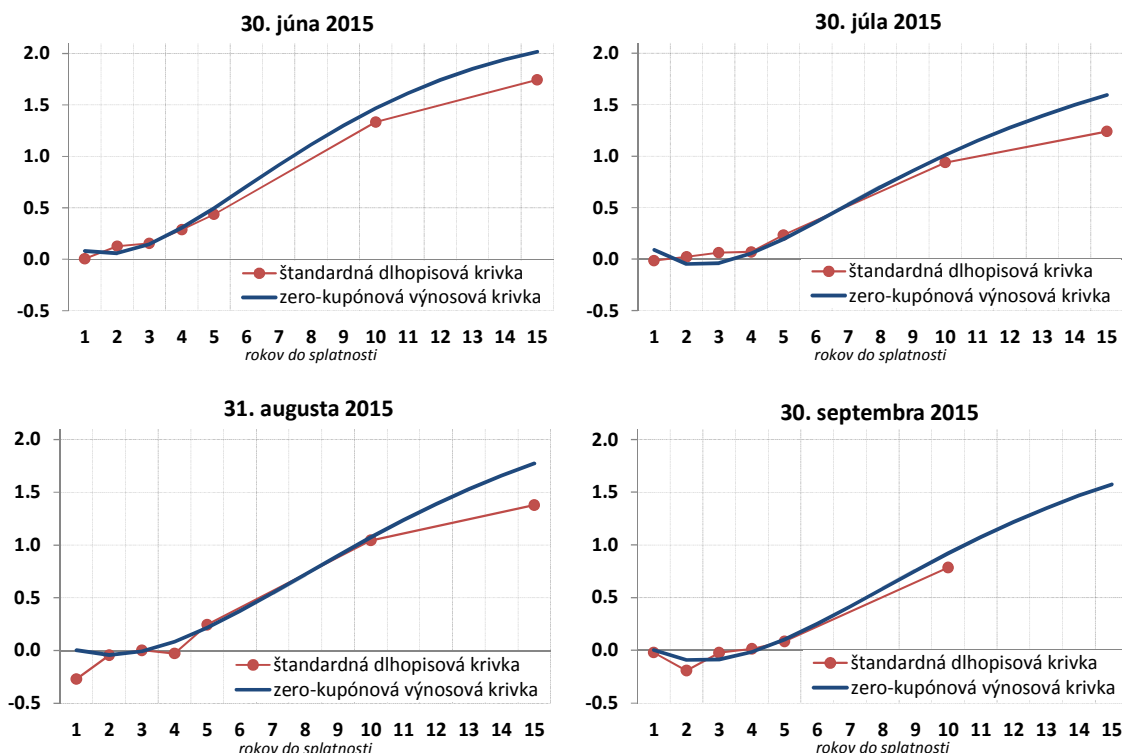 30. júna 2015
2.0
1.5
1.0
0.5
0.0
-0.5
štandardná dlhopisová krivka
zero-kupónová výnosová krivka
1 2 3 4 5 6 7 8 9 10 11 12 13 14 15
rokov do splatnosti
30. júla 2015
2.0
1.5
1.0
0.5
0.0
-0.5
štandardná dlhopisová krivka
zero-kupónová výnosová krivka
1 2 3 4 5 6 7 8 9 10 11 12 13 14 15
rokov do splatnosti
31. augusta 2015
2.0
1.5
1.0
0.5
0.0
-0.5
štandardná dlhopisová krivka
zero-kupónová výnosová krivka
1 2 3 4 5 6 7 8 9 10 11 12 13 14 15
rokov do splatnosti
30. septembra 2015
2.0
1.5
1.0
0.5
0.0
-0.5
štandardná dlhopisová krivka
zero-kupónová výnosová krivka
1 2 3 4 5 6 7 8 9 10 11 12 13 14 15
rokov do splatnosti